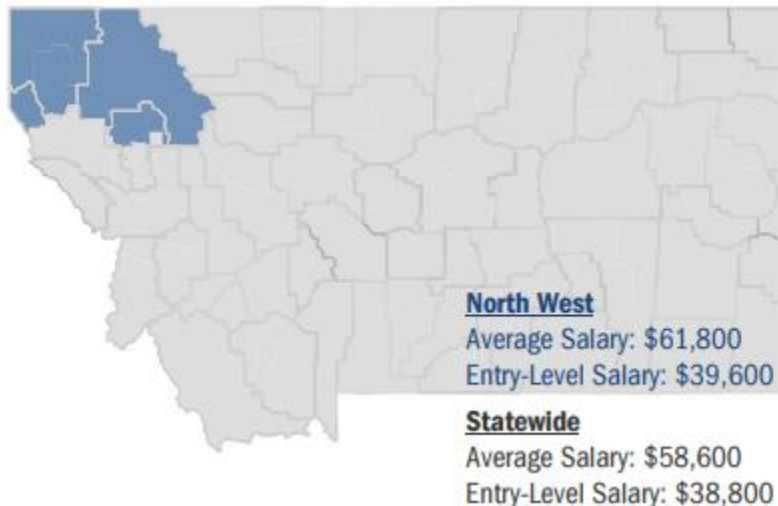 North West
Average Salary: $61,800
Entry-Level Salary: $39,600
Statewide
Average Salary: $58,600
Entry-Level Salary: $38,800